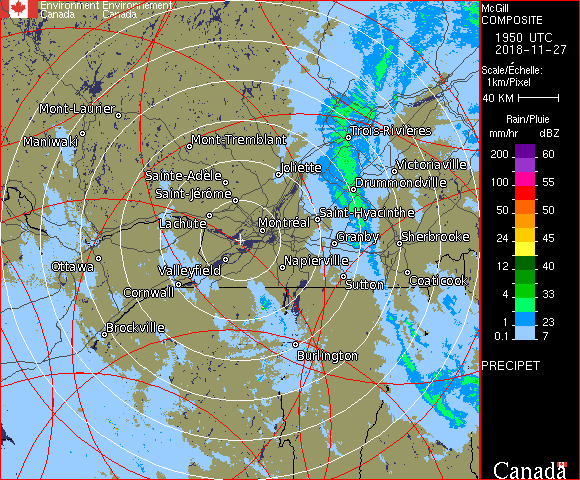 Environment Environnement
Canada Canada
McGill
COMPOSITE
1950 UTC
2018-11-27
Scale/Échelle:
1km/Pixel
40 KM
Rain/Pluie
mm/hr dBZ
200 60
100 55
50 50
24 45
12 40
4 33
1 23
0.1 7
PRECIPET
Canada
Mont-Laurier
Maniwaki
Mont-Tremblant
Trois-Rivières
Joliette
Victoriaville
Sainte-Adèle
Drummondville
Saint-Jérôme
Saint-Hyacinthe
Lachute
Montréal
Granby
Sherbrooke
Ottawa
Valleyfield
Napierville
Coaticook
Cornwall
Sutton
Brockville
Burlington